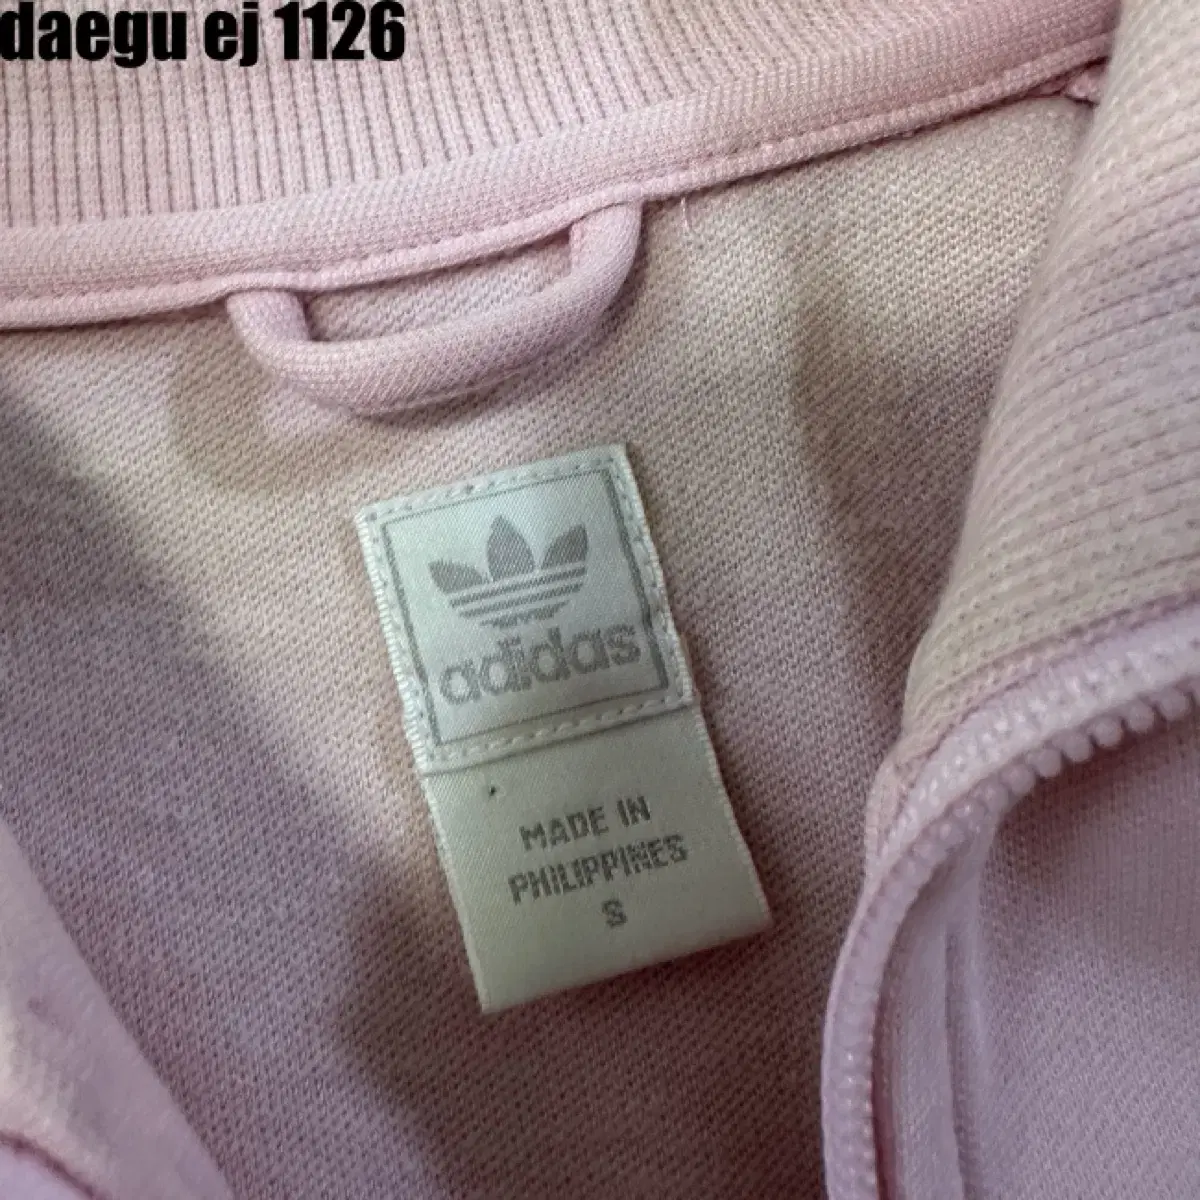 daegu ej 1126
adidas
MADE IN
PHILIPPINES
S